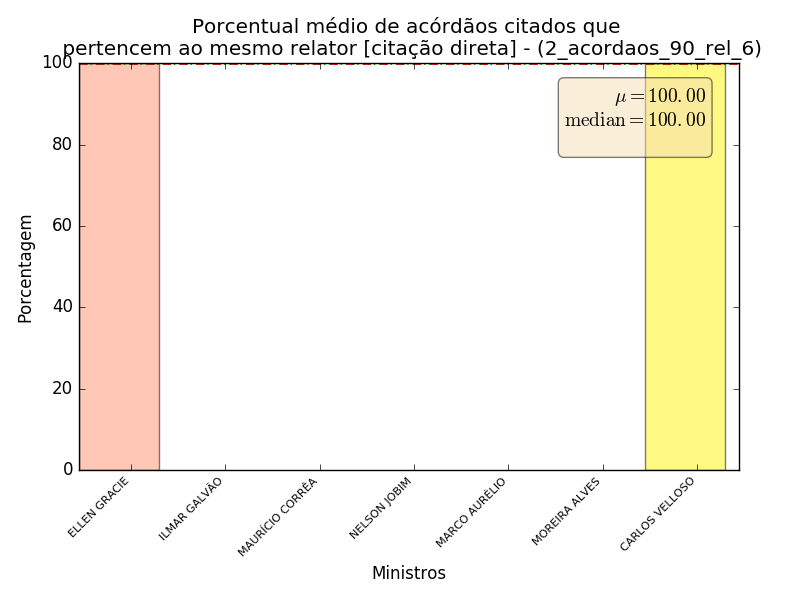 Porcentual médio de acórdãos citados que
pertencem ao mesmo relator [citação direta] - (2_acordaos_90_rel_6)
100
80
60
40
20
0
Porcentagem
μ = 100.00
median = 100.00
ELLEN GRACIE
ILMAR GALVÃO
MAURÍCIO CORRÊA
NELSON JOBIM
MARCO AURÉLIO
MOREIRA ALVES
CARLOS VELLOSO
Ministros